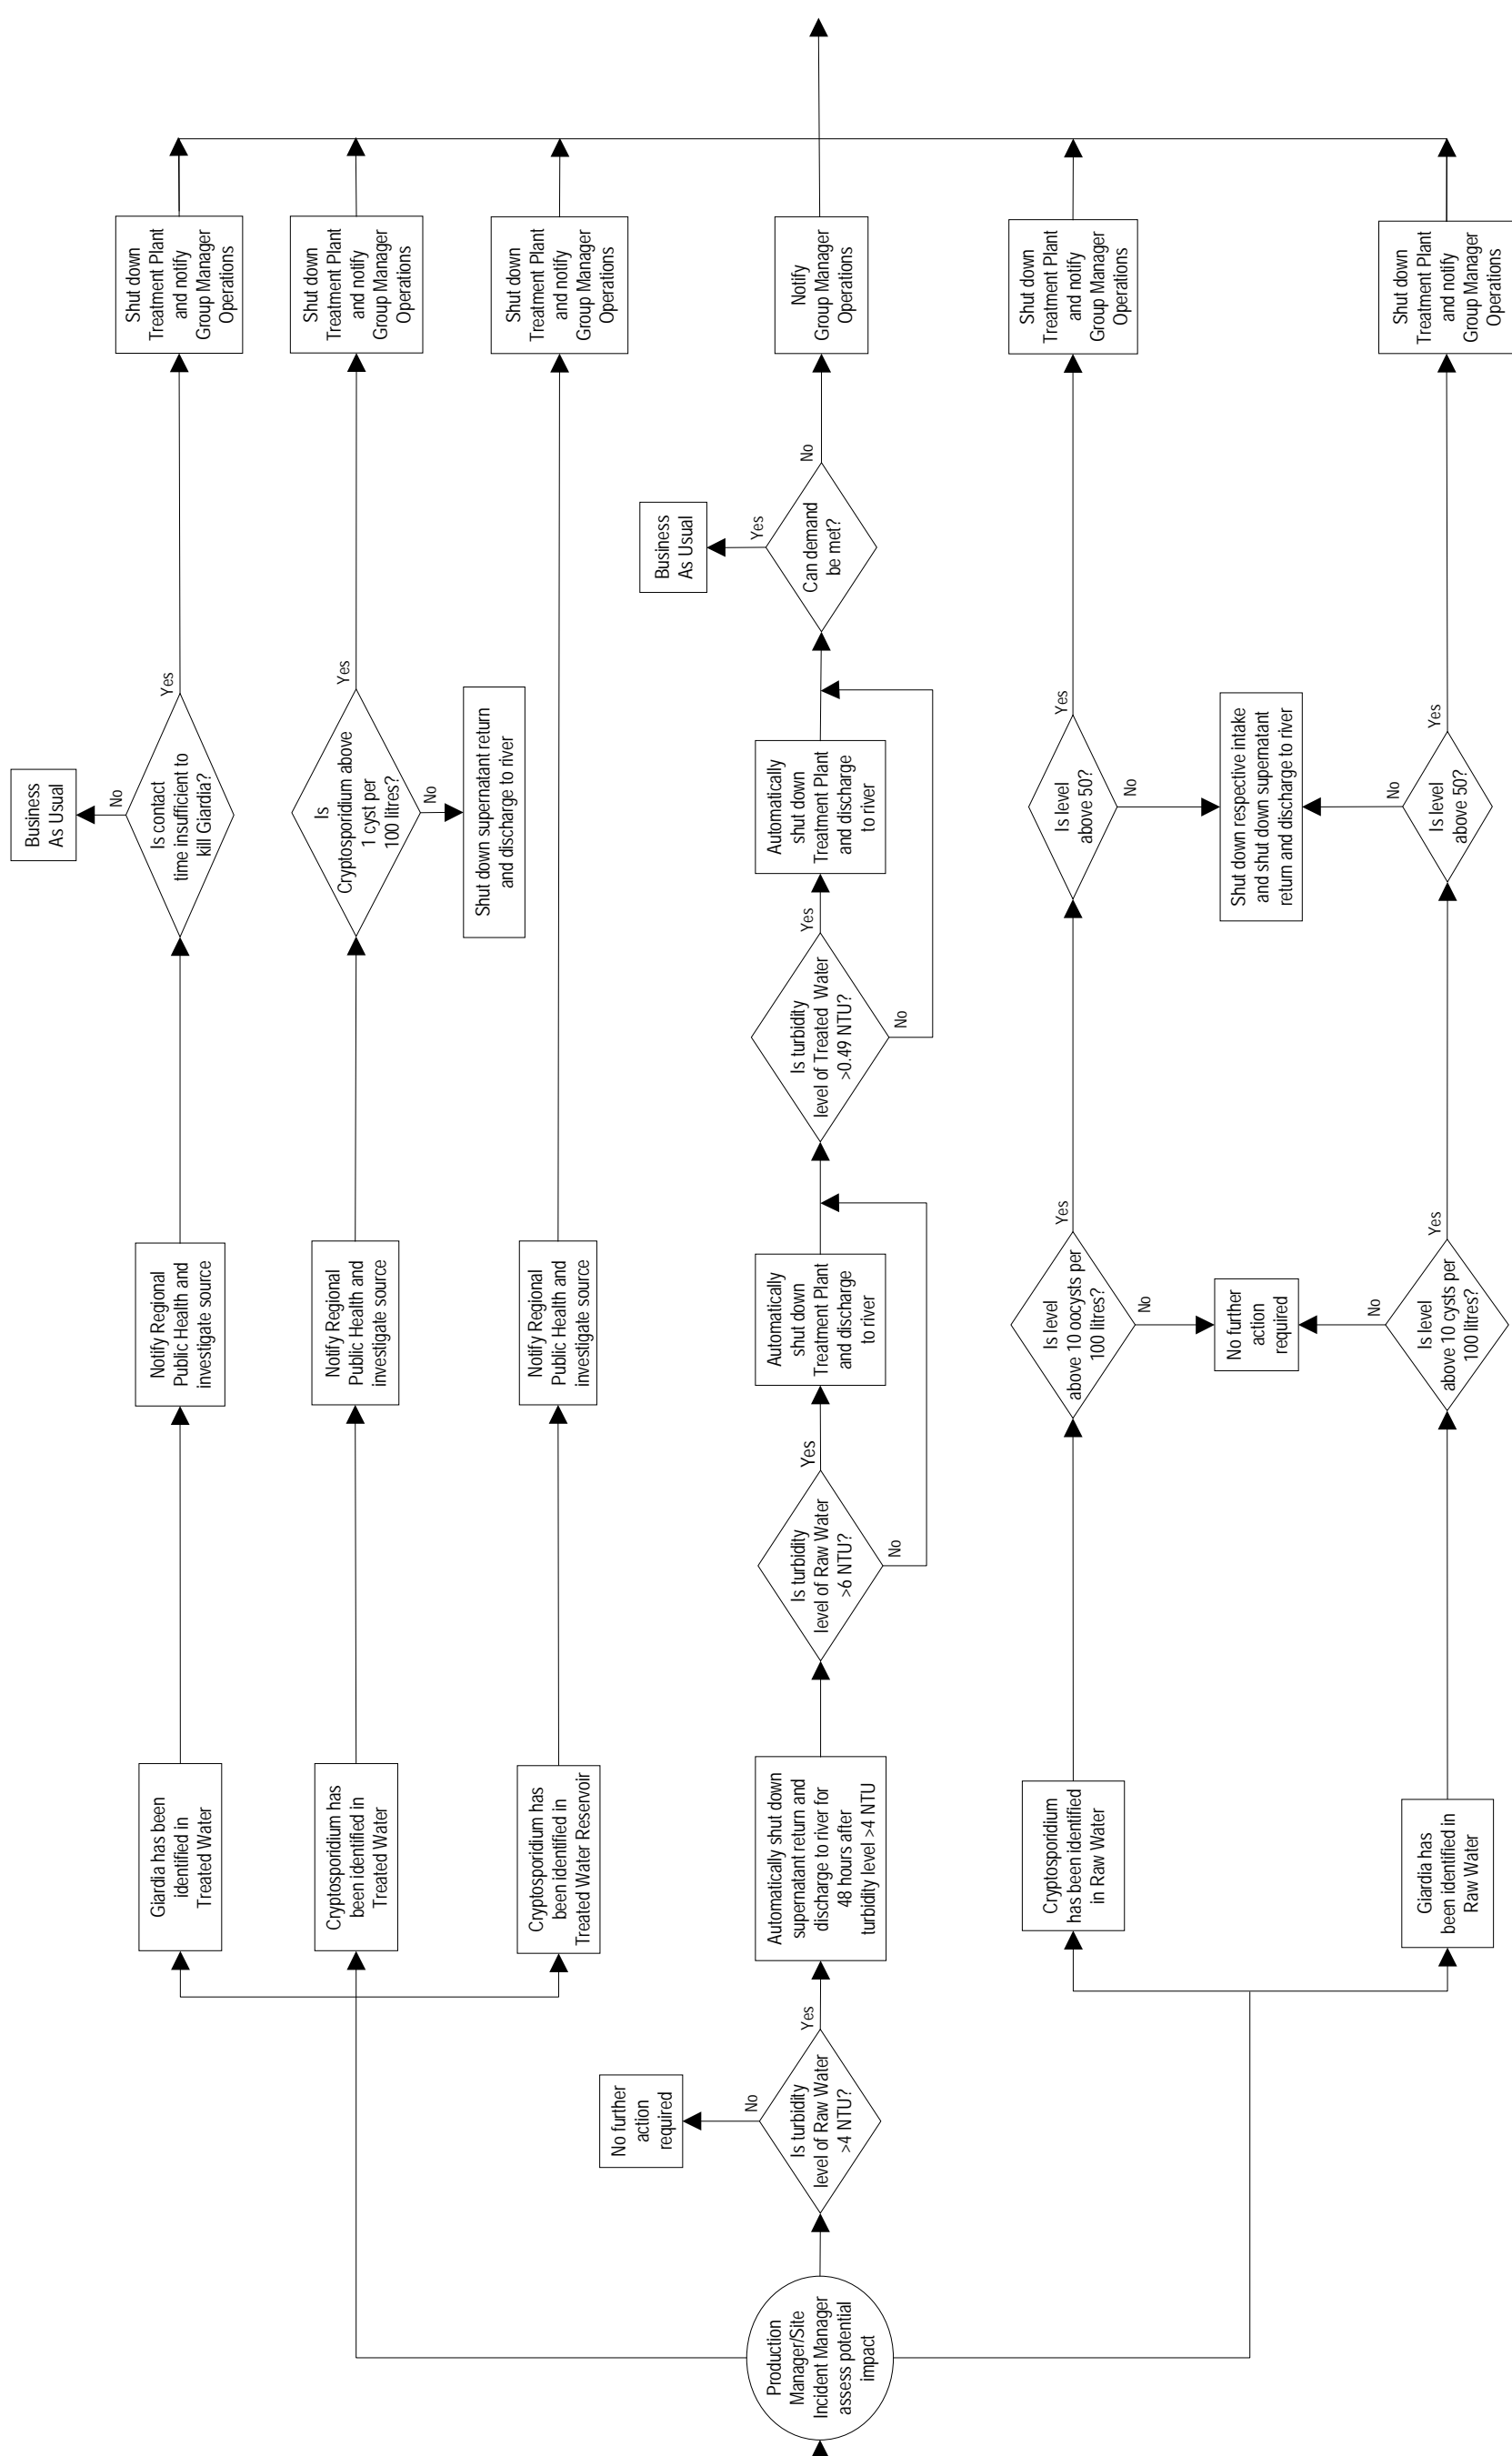 Production
Manager/Site
Incident Manager
assess potential
impact
Giardia has been
identified in
Treated Water
Notify Regional
Public Health and
investigate source
Is contact
time insufficient to
kill Giardia?
No
Business
As Usual
Yes
Shut down
Treatment Plant
and notify
Group Manager
Operations
Cryptosporidium has
been identified in
Treated Water
Notify Regional
Public Health and
investigate source
Is
Cryptosporidium above
1 cyst per
100 litres?
No
Shut down supernatant return
and discharge to river
Yes
Shut down
Treatment Plant
and notify
Group Manager
Operations
Cryptosporidium has
been identified in
Treated Water Reservoir
Notify Regional
Public Health and
investigate source
Shut down
Treatment Plant
and notify
Group Manager
Operations
Is turbidity
level of Raw Water
>4 NTU?
No
No further
action
required
Yes
Automatically shut down
supernatant return and
discharge to river for
48 hours after
turbidity level >4 NTU
Is turbidity
level of Raw Water
>6 NTU?
No
Yes
Automatically
shut down
Treatment Plant
and discharge
to river
Is turbidity
level of Treated Water
>0.49 NTU?
No
Yes
Automatically
shut down
Treatment Plant
and discharge
to river
Can demand
be met?
Yes
Business
As Usual
No
Notify
Group Manager
Operations
Cryptosporidium
has been identified
in Raw Water
Is level
above 10 oocysts per
100 litres?
No
No further
action
required
Yes
Is level
above 50?
No
Shut down respective intake
and shut down supernatant
return and discharge to river
Yes
Shut down
Treatment Plant
and notify
Group Manager
Operations
Giardia has
been identified in
Raw Water
Is level
above 10 cysts per
100 litres?
No
Yes
Is level
above 50?
No
Yes
Shut down
Treatment Plant
and notify
Group Manager
Operations